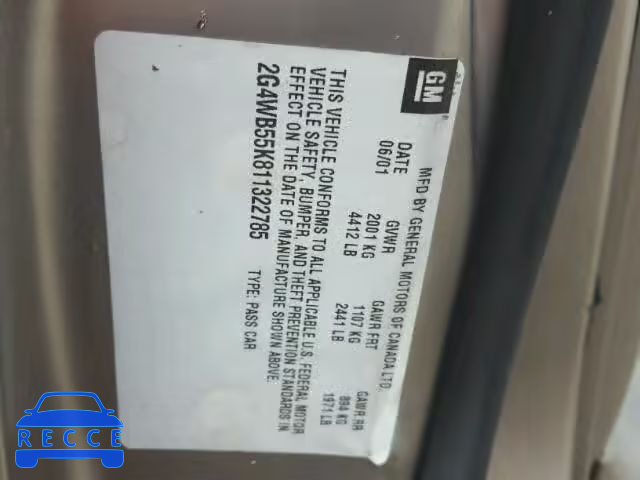 GM
MFD BY GENERAL MOTORS OF CANADA LTD.
DATE GVWR GAWR FRT GAWR RR
06/01 2001 KG 1107 KG 894 KG
4412 LB 2441 LB 1971 LB
THIS VEHICLE CONFORMS TO ALL APPLICABLE U.S. FEDERAL MOTOR
VEHICLE SAFETY, BUMPER, AND THEFT PREVENTION STANDARDS IN
EFFECT ON THE DATE OF MANUFACTURE SHOWN ABOVE.
2G4WB55K811322785 TYPE: PASS CAR
RECCE